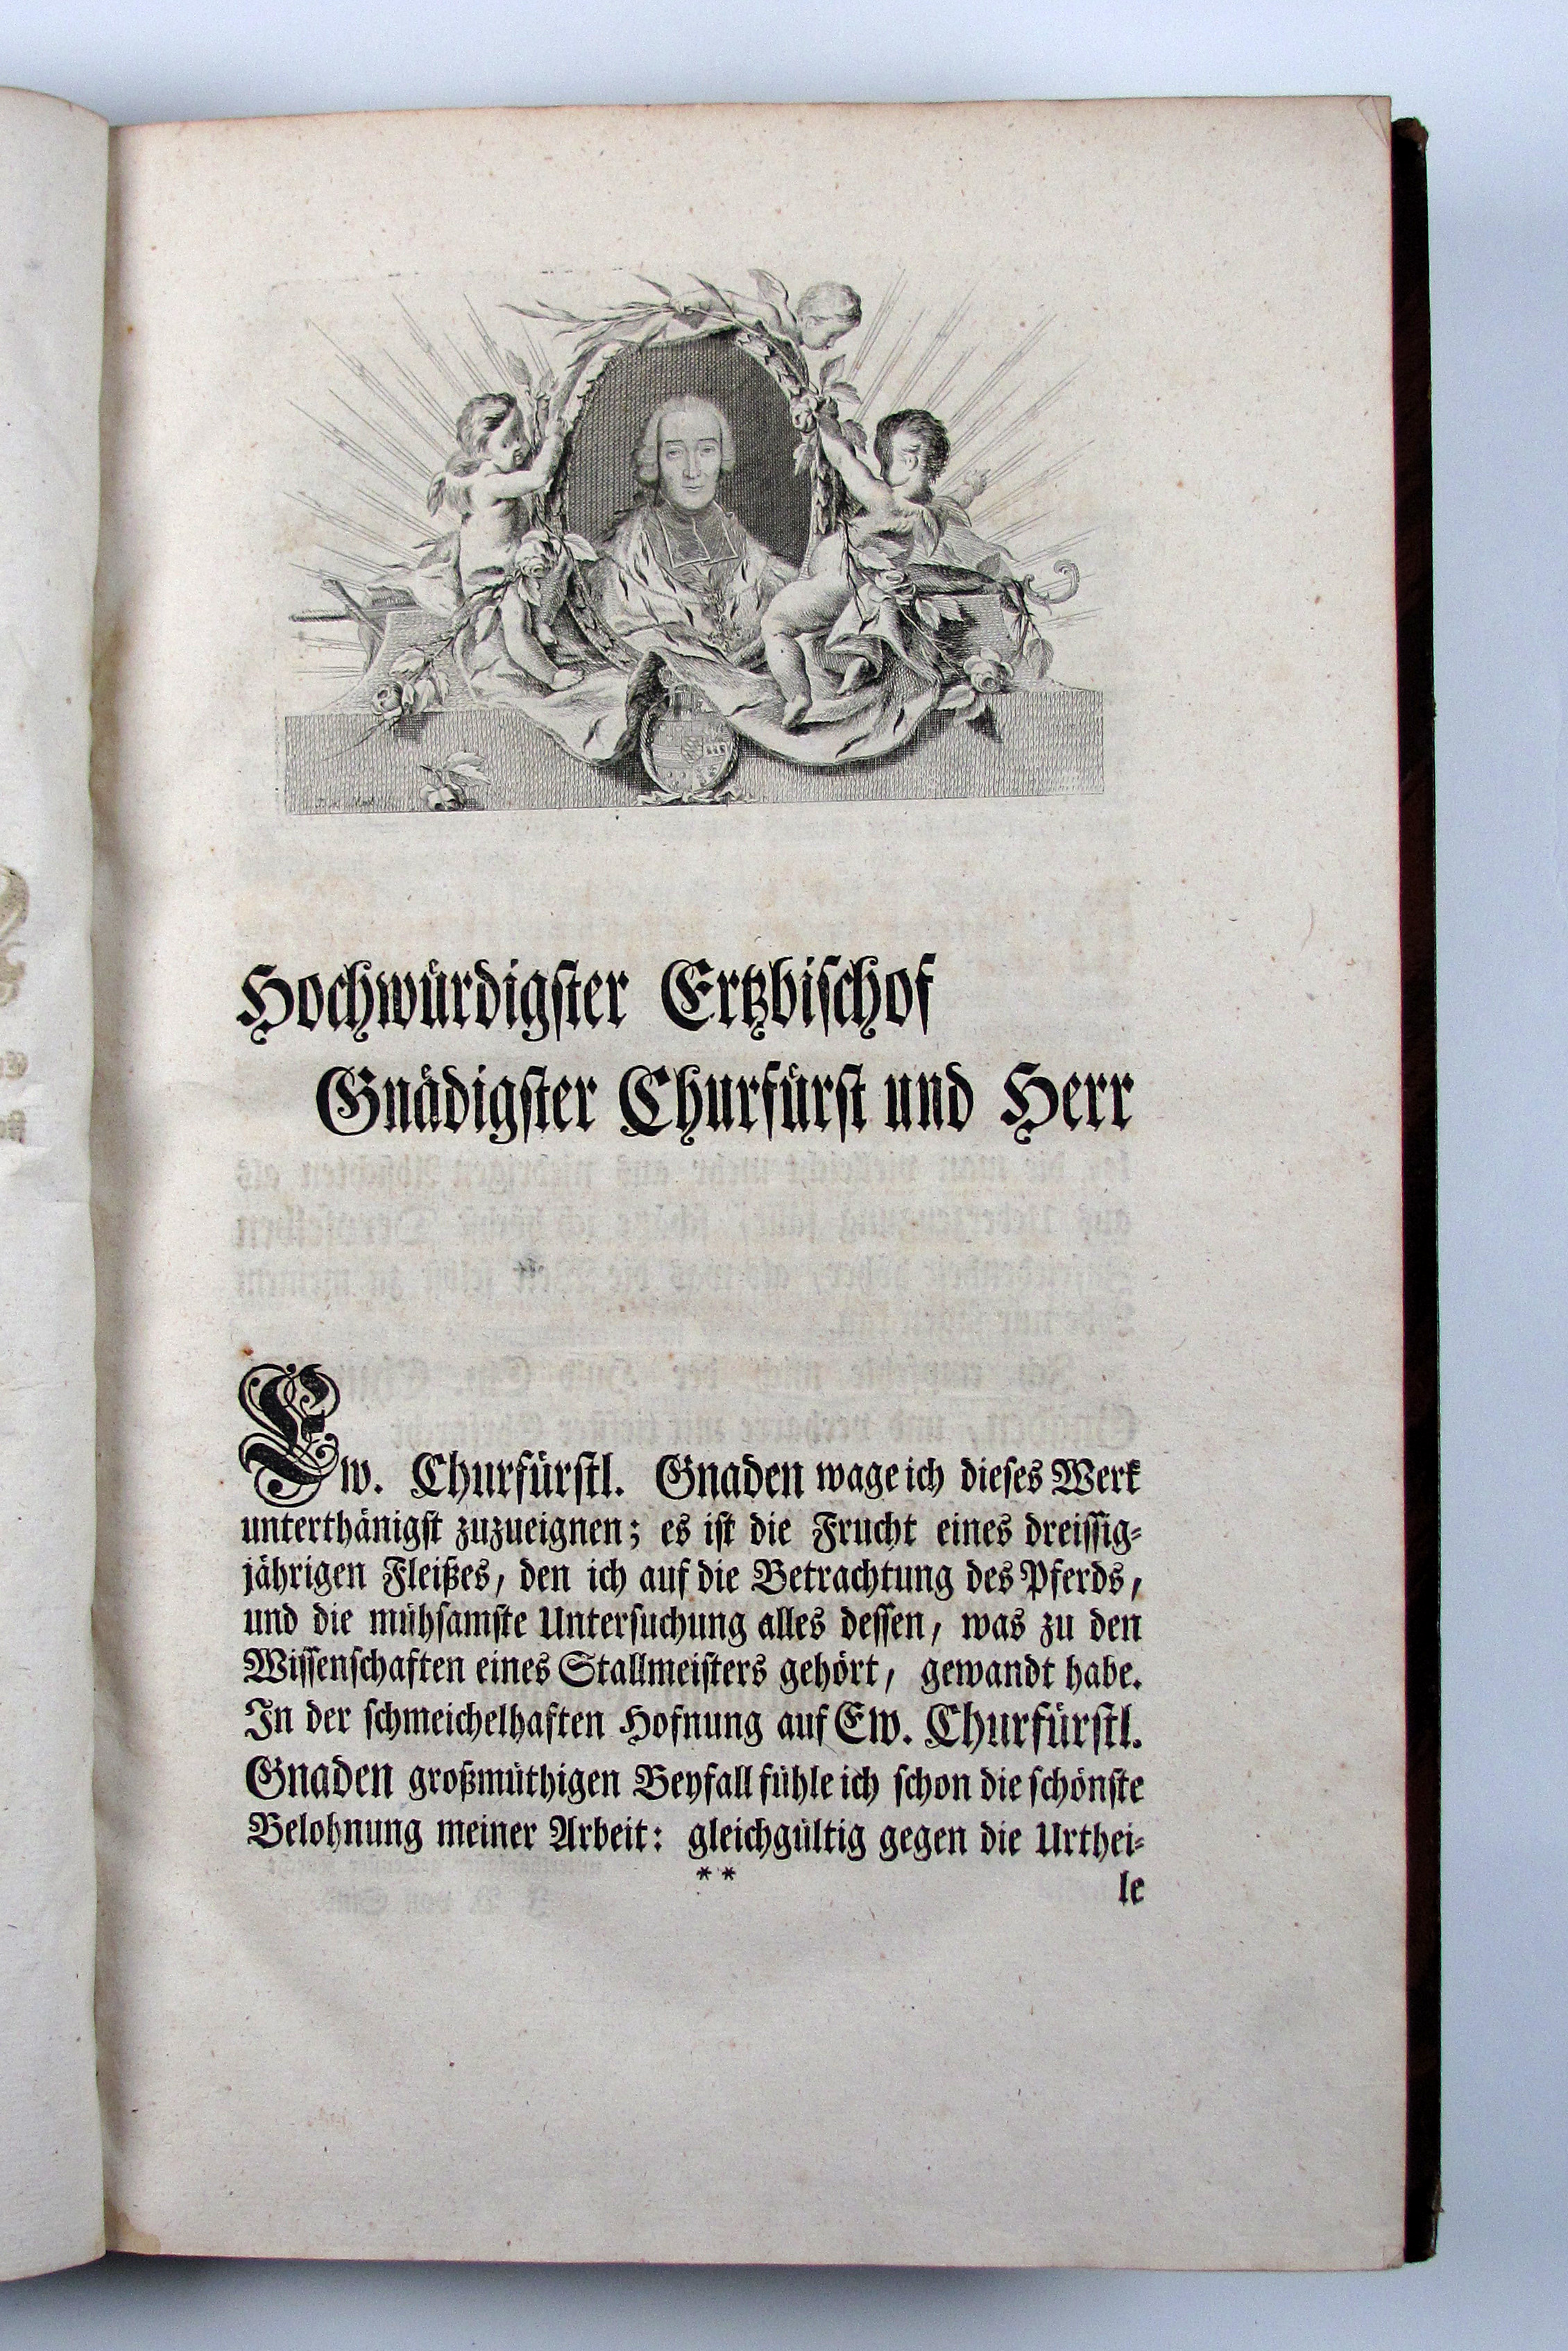 Hochwürdigster Ertzbischof
Gnädigster Churfürst und Herr
Ew. Churfürstl. Gnaden wage ich dieses Werk
unterthänigst zuzueignen; es ist die Frucht eines dreissig-
jährigen Fleißes, den ich auf die Betrachtung des Pferds,
und die mühsamste Untersuchung alles dessen, was zu den
Wissenschaften eines Stallmeisters gehört, gewandt habe.
In der schmeichelhaften Hofnung auf Ew. Churfürstl.
Gnaden großmüthigen Beyfall fühle ich schon die schönste
Belohnung meiner Arbeit: gleichgültig gegen die Urthei-
**
le